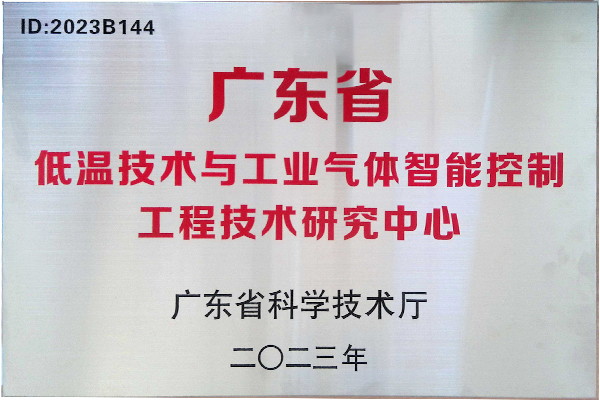 ID:2023B144
广东省
低温技术与工业气体智能控制
工程技术研究中心
广东省科学技术厅
二〇二三年